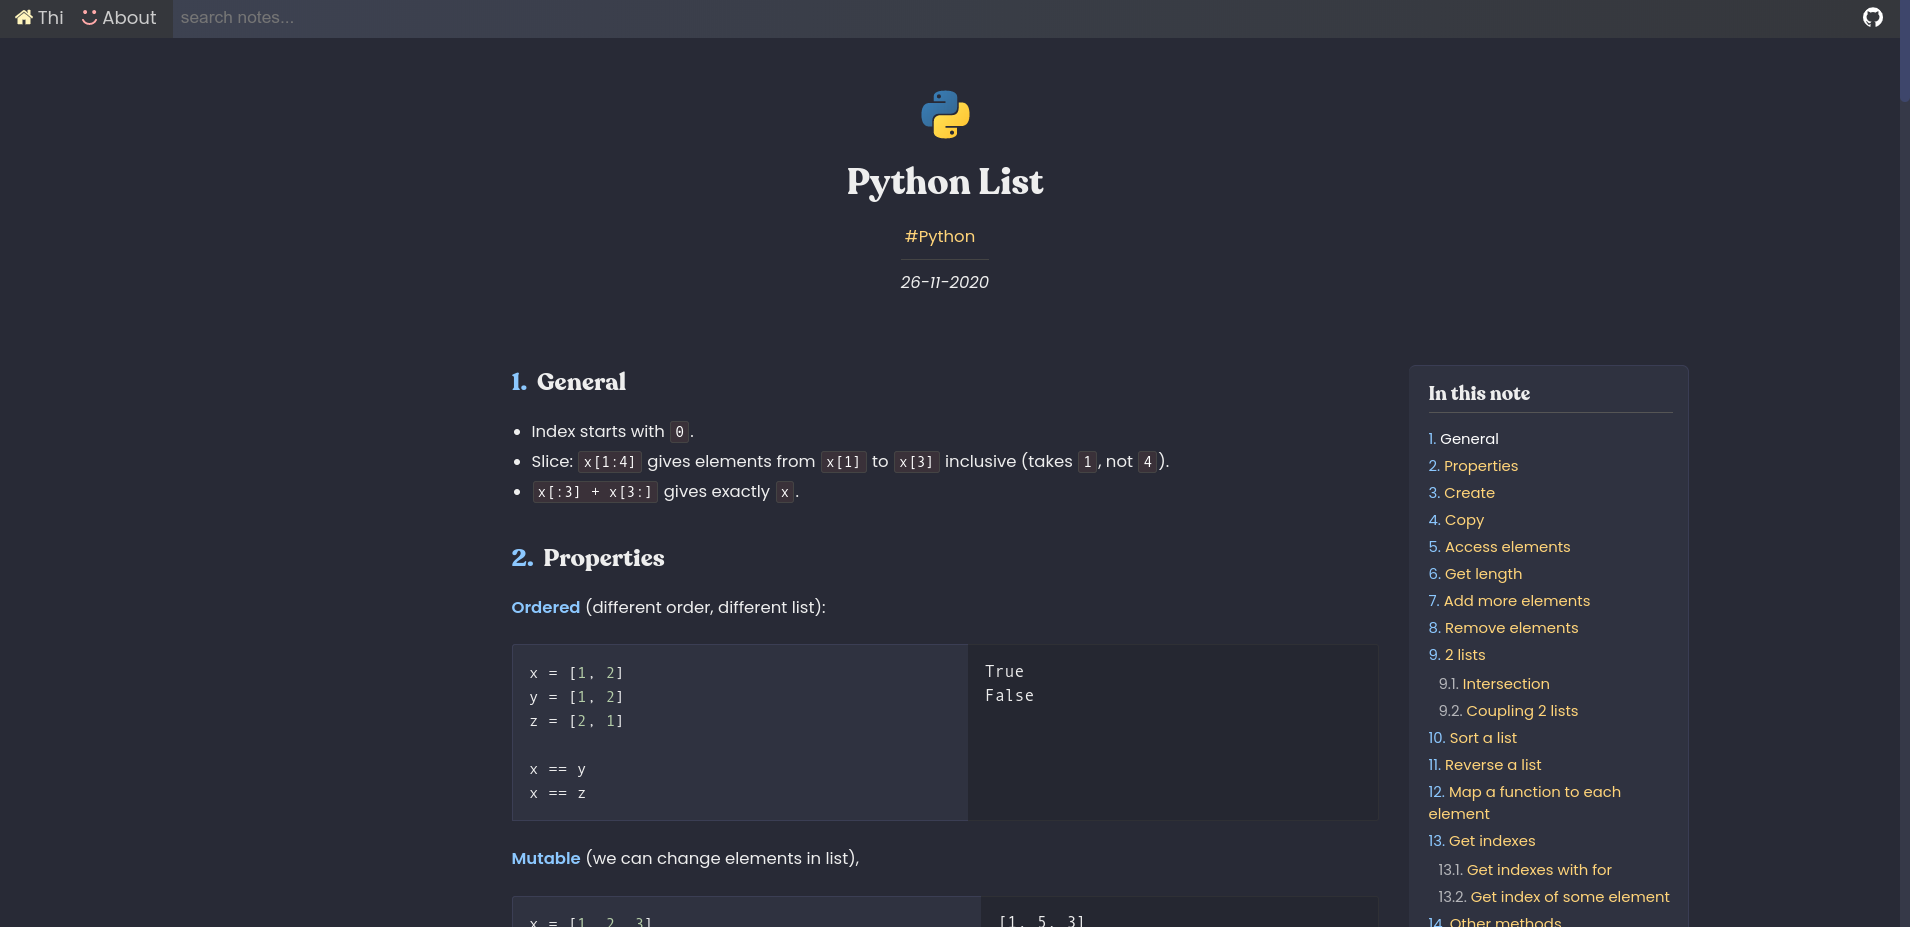 Thi About search notes...
Python List
#Python
26-11-2020
1. General
Index starts with 0.
Slice: x[1:4] gives elements from x[1] to x[3] inclusive (takes 1, not 4).
x[:3] + x[3:] gives exactly x.
2. Properties
Ordered (different order, different list):
x = [1, 2]
y = [1, 2]
z = [2, 1]
x == y
x == z
True
False
Mutable (we can change elements in list),
x = [1, 2, 3]
[1, 5, 3]
In this note
1. General
2. Properties
3. Create
4. Copy
5. Access elements
6. Get length
7. Add more elements
8. Remove elements
9. 2 lists
9.1. Intersection
9.2. Coupling 2 lists
10. Sort a list
11. Reverse a list
12. Map a function to each
element
13. Get indexes
13.1. Get indexes with for
13.2. Get index of some element
14. Other methods